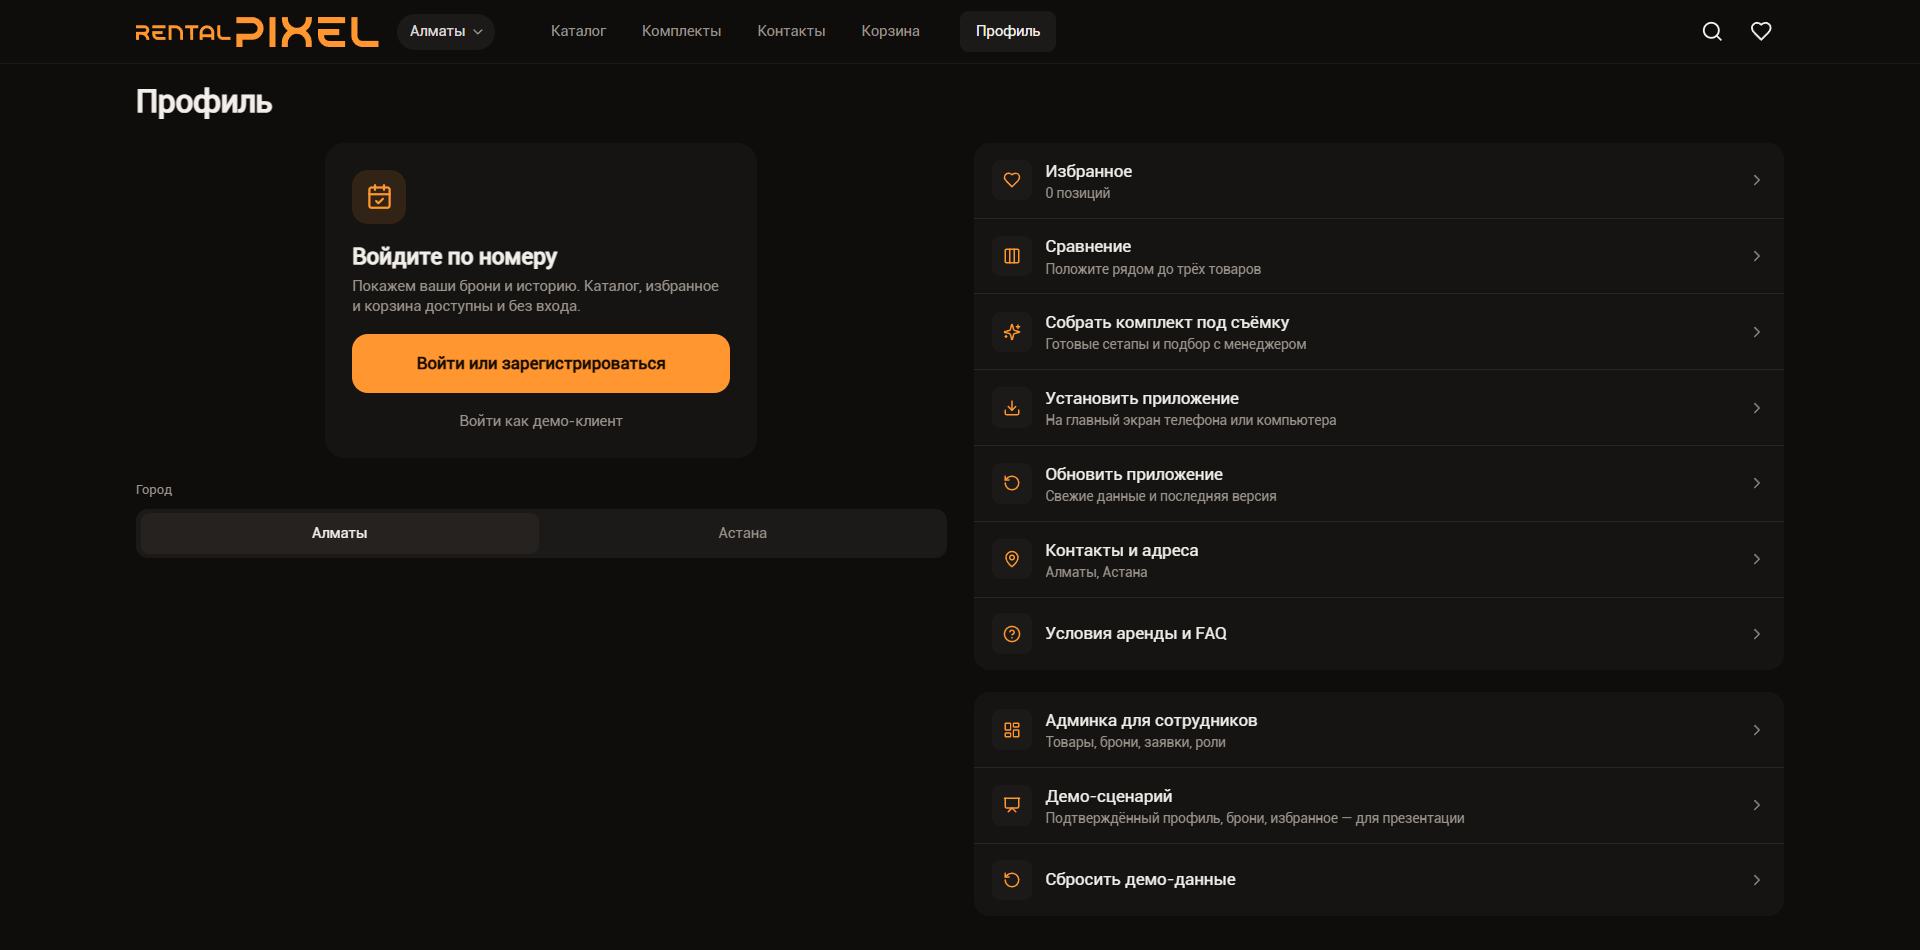 RENTAL PIXEL
Алматы
Каталог
Комплекты
Контакты
Корзина
Профиль
Профиль
Войдите по номеру
Покажем ваши брони и историю. Каталог, избранное
и корзина доступны и без входа.
Войти или зарегистрироваться
Войти как демо-клиент
Город
Алматы
Астана
Избранное
0 позиций
Сравнение
Положите рядом до трёх товаров
Собрать комплект под съёмку
Готовые сетапы и подбор с менеджером
Установить приложение
На главный экран телефона или компьютера
Обновить приложение
Свежие данные и последняя версия
Контакты и адреса
Алматы, Астана
Условия аренды и FAQ
Админка для сотрудников
Товары, брони, заявки, роли
Демо-сценарий
Подтверждённый профиль, брони, избранное — для презентации
Сбросить демо-данные